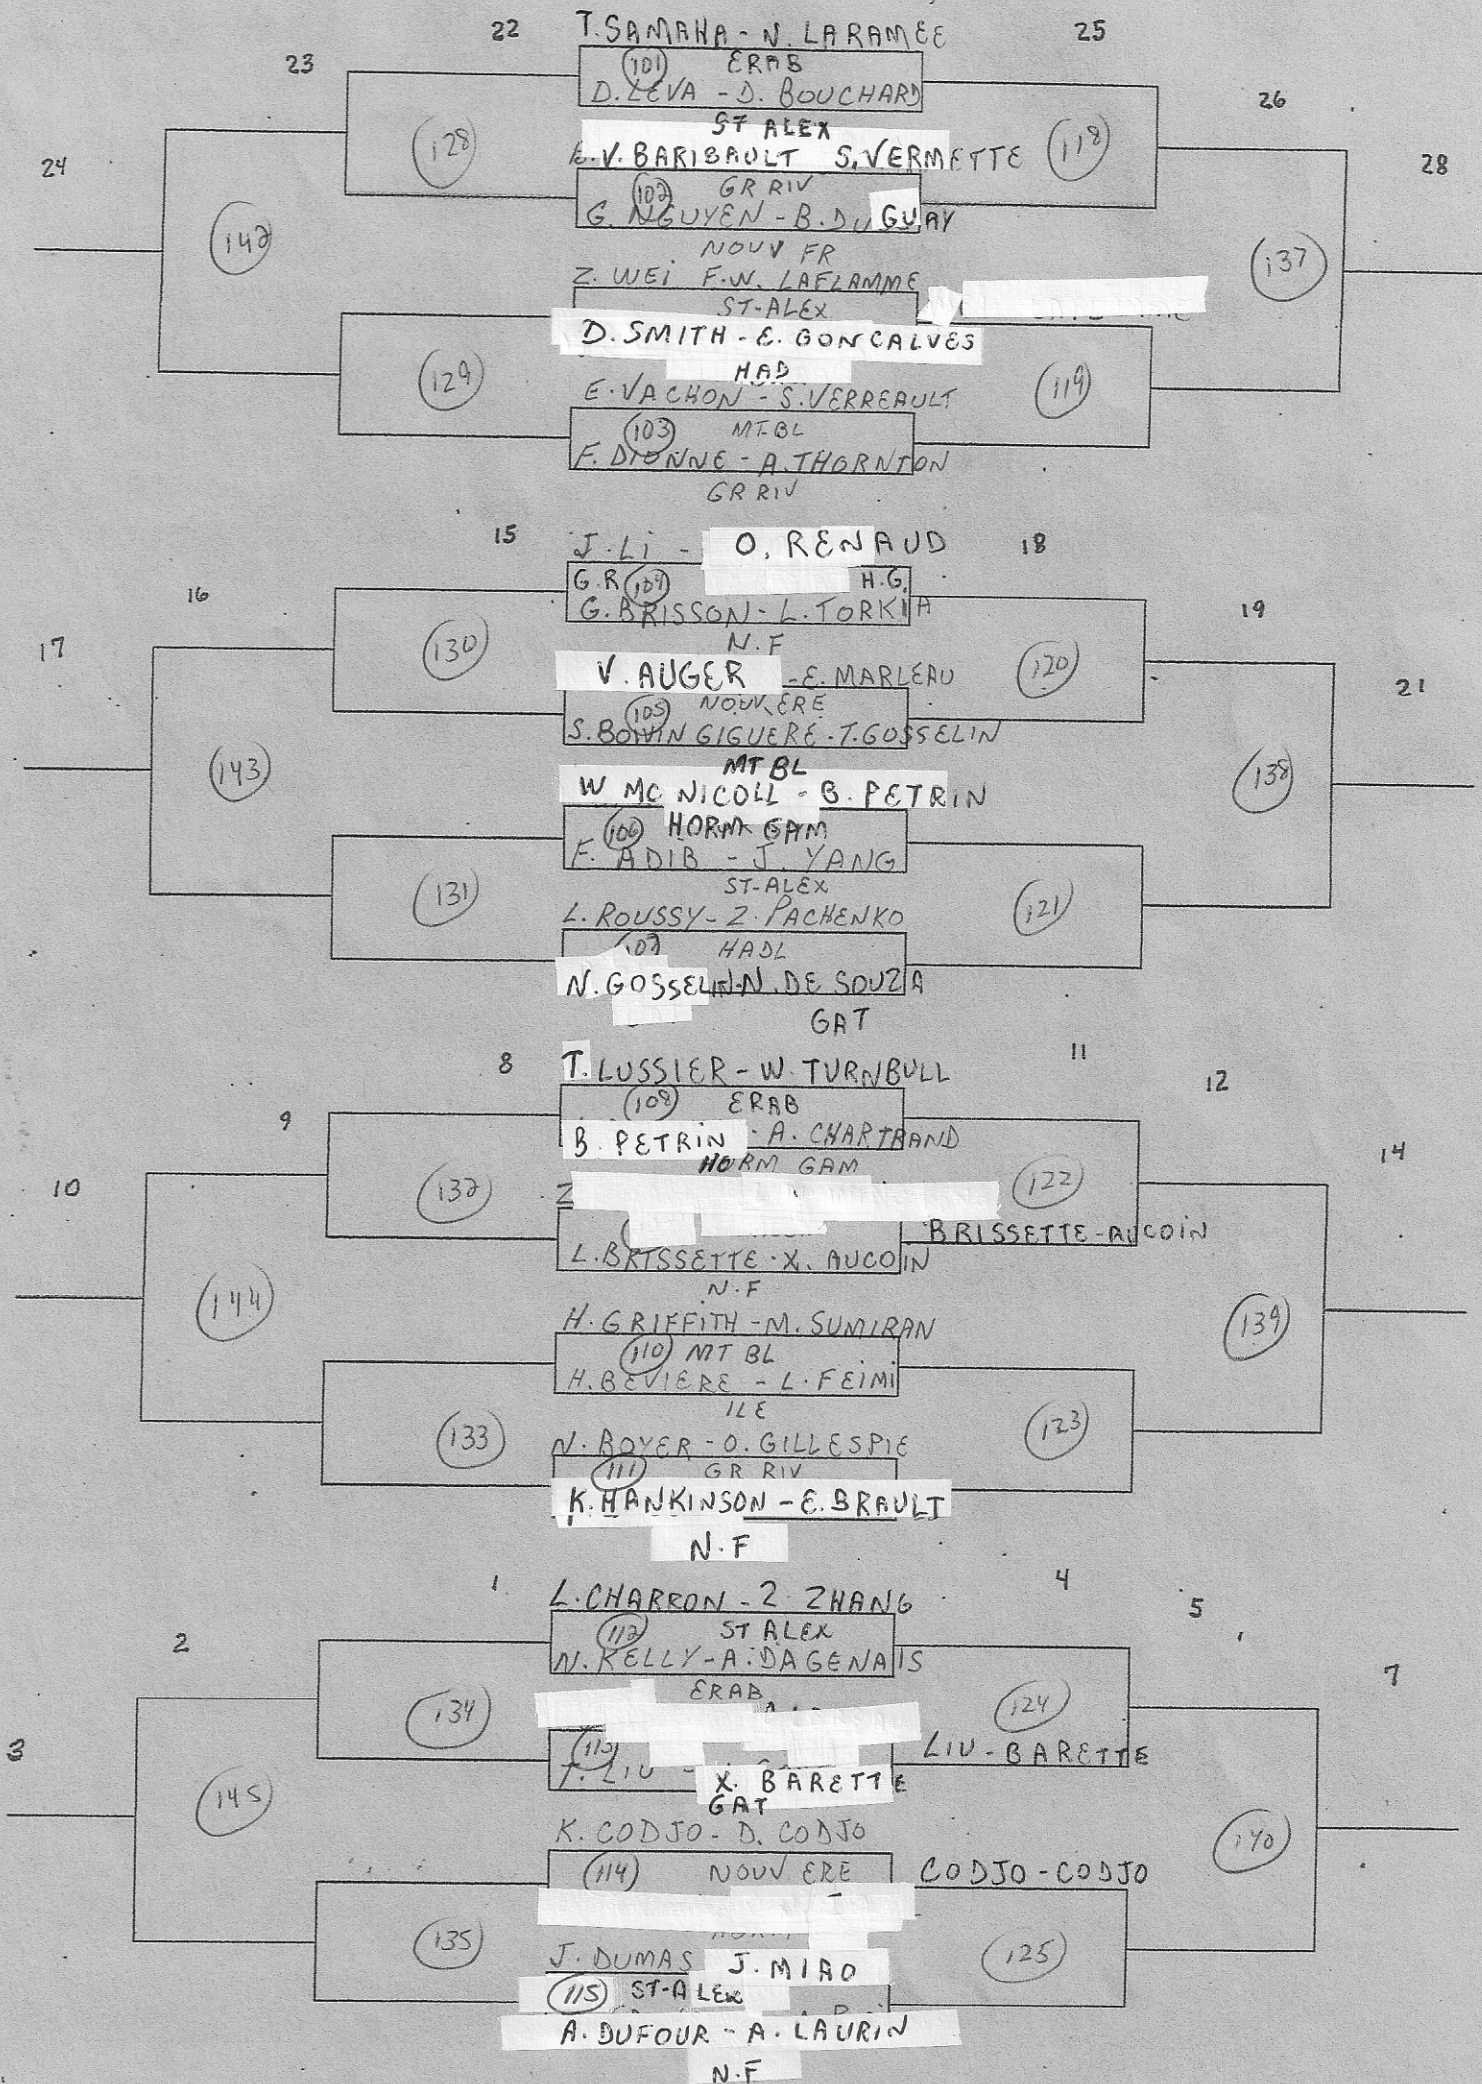 22 T. SAMAHA - N. LARAMEE 25
23 (101) ERAB
D. LEVA - D. BOUCHARD 26
ST ALEX
24 (128) V. BARIBAULT S. VERMETTE (118) 28
(102) GR RIV
G. NGUYEN - B. DUGUAY
(142) NOUV FR (137)
Z. WEI F.W. LAFLAMME
ST-ALEX
D. SMITH - E. GONCALVES
(129) HAD (119)
E. VACHON - S. VERREAULT
(103) MT-BL
F. DIONNE - A. THORNTON
GR RIV
15 J. Li - O. RENAUD 18
16 G.R (104) H.G.
G. BRISSON - L. TORKIA 19
17 (130) N.F (120)
V. AUGER - E. MARLEAU 21
(105) NOUV ERE
S. BOIVIN GIGUERE - T. GOSSELIN
(143) MT BL (138)
W MC NICOLL - B. PETRIN
(106) HORM GAM
F. ADIB - J. YANG
(131) ST-ALEX (121)
L. ROUSSY - Z. PACHENKO
(107) HADL
N. GOSSELIN - N. DE SOUZA
GAT
8 T. LUSSIER - W. TURNBULL 11
9 (108) ERAB 12
B. PETRIN - A. CHARTRAND
HORM GAM 14
10 (132) Z (122)
BRISSETTE - AUCOIN
L. BRISSETTE - X. AUCOIN
N.F
(144) H. GRIFFITH - M. SUMIRAN (139)
(110) MT BL
H. BEVIERE - L. FEIMI
ILE
(133) N. BOYER - O. GILLESPIE (123)
(111) GR RIV
K. HANKINSON - E. BRAULT
N.F
1 L. CHARRON - Z. ZHANG 4
2 (112) ST ALEX 5
N. KELLY - A. DAGENAIS 7
ERAB
(134) (124)
3 (113) LIU - BARETTE
T. LIU - X. BARETTE
GAT
(145) K. CODJO - D. CODJO (140)
(114) NOUV ERE CODJO - CODJO
(135) (125)
J. DUMAS J. MIAO
(115) ST-ALEX
A. DUFOUR - A. LAURIN
N.F